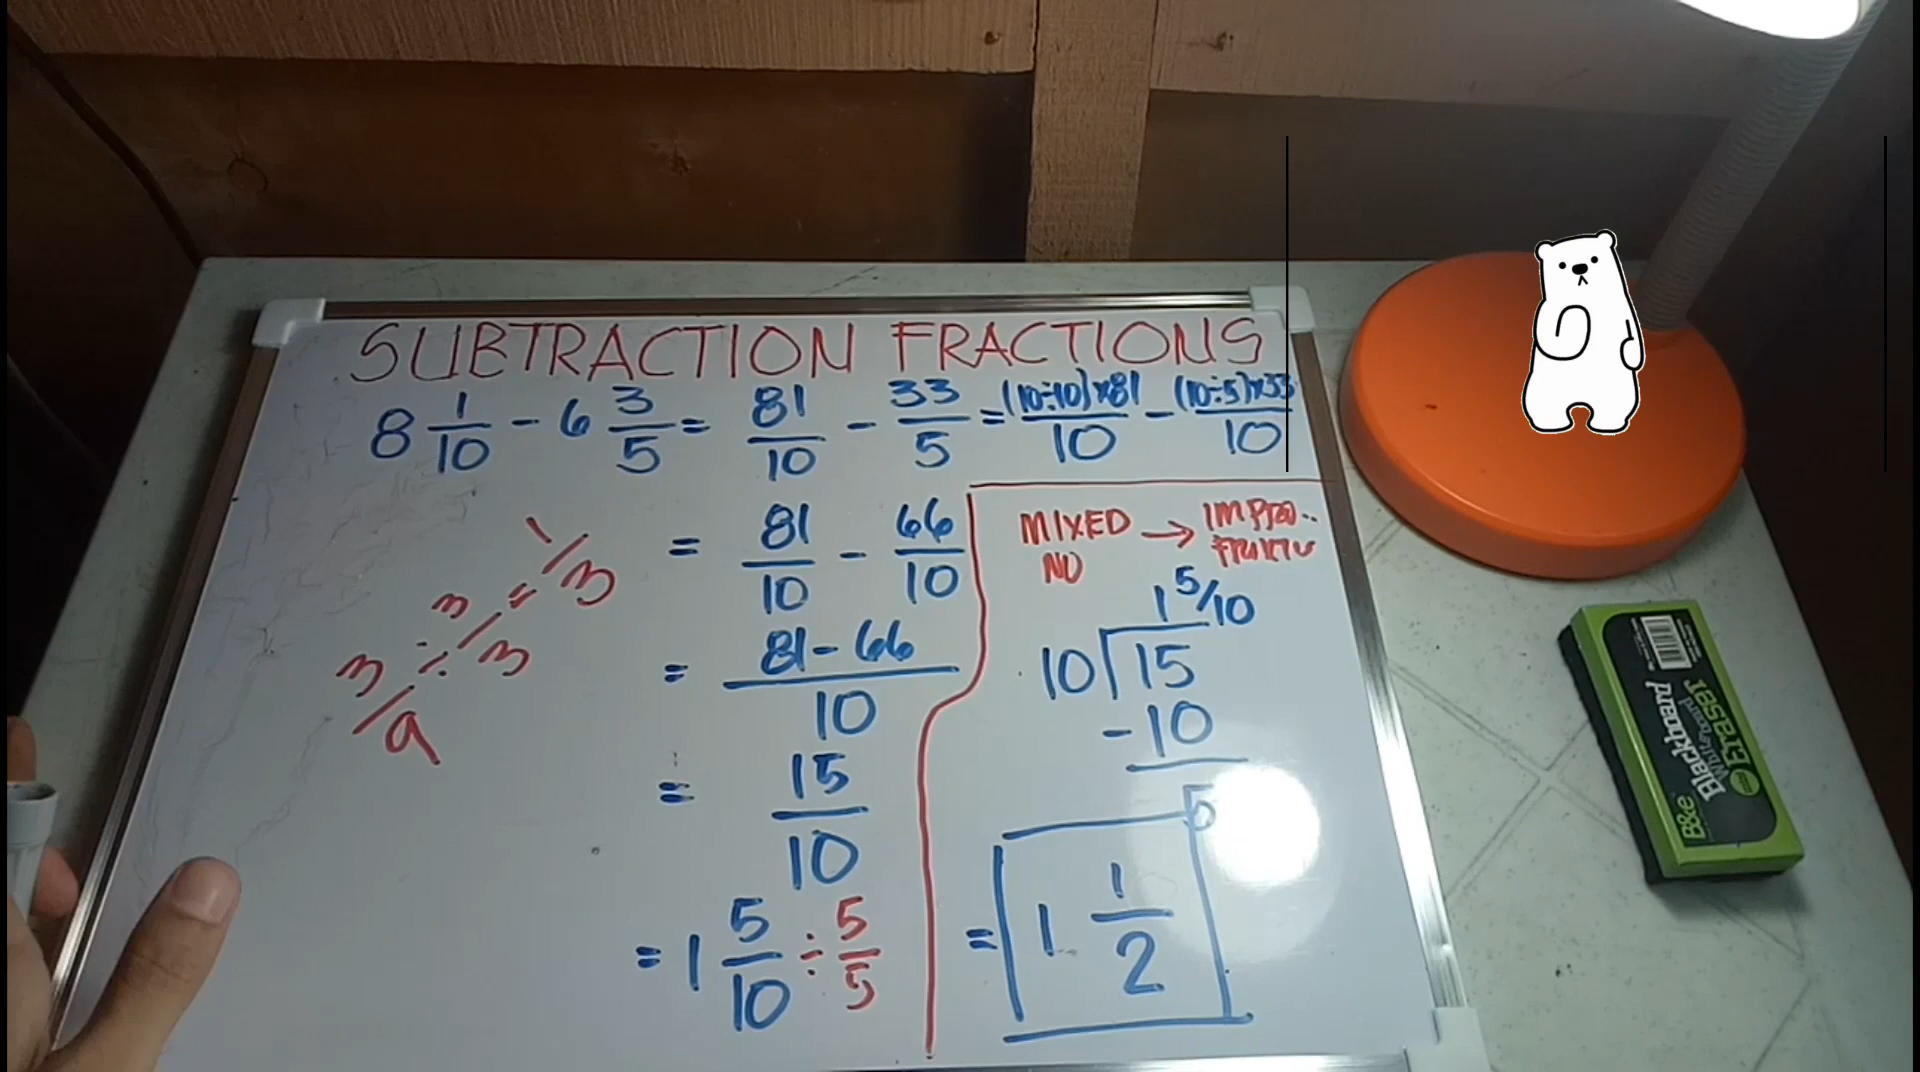 SUBTRACTION FRACTIONS
8 1/10 - 6 3/5 = 81/10 - 33/5 = (10÷10)x81/10 - (10÷5)x33/10
= 81/10 - 66/10
= 81-66/10
= 15/10
= 1 5/10 ÷ 5/5
3/9 ÷ 3/3 = 1/3
MIXED NO → IMPRO..
1 5/10
10 15
-10
5
= 1 1/2
B&e
Blackboard
Whiteboard
Eraser